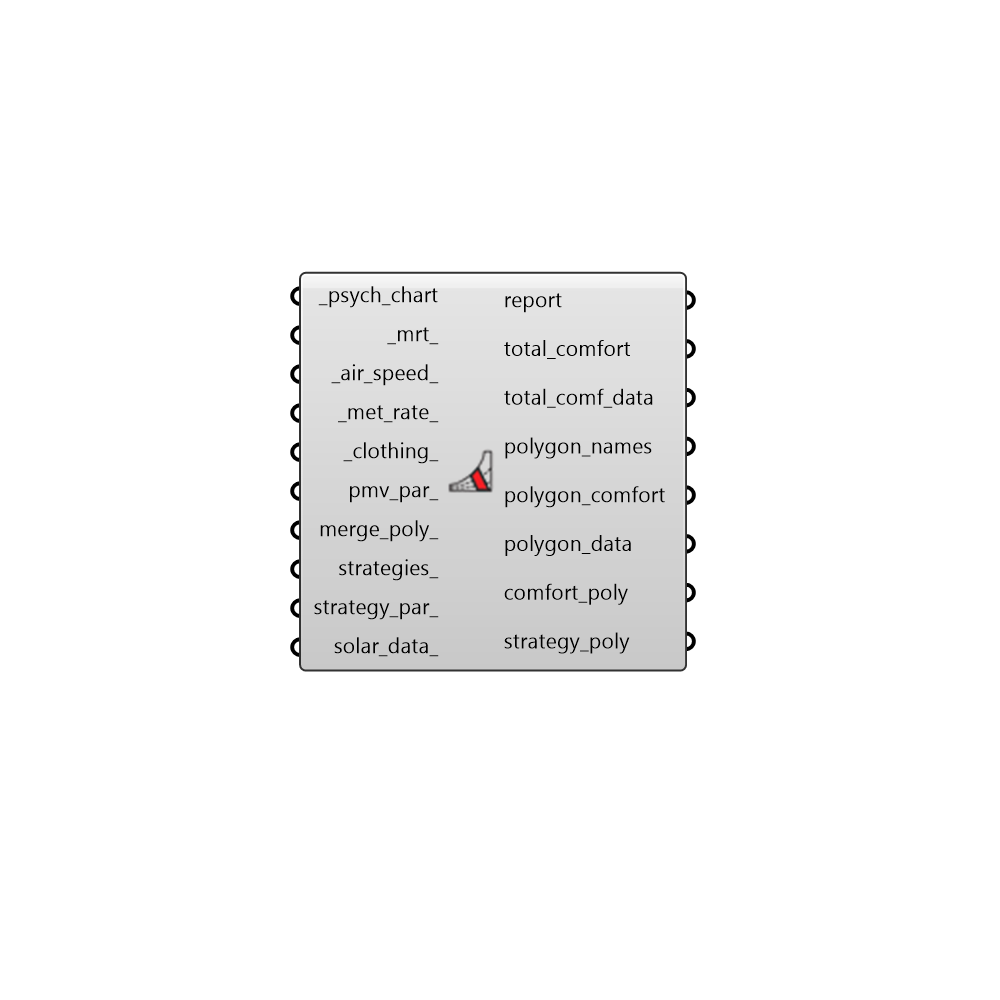 _psych_chart
_mrt_
_air_speed_
_met_rate_
_clothing_
pmv_par_
merge_poly_
strategies_
strategy_par_
solar_data_
report
total_comfort
total_comf_data
polygon_names
polygon_comfort
polygon_data
comfort_poly
strategy_poly